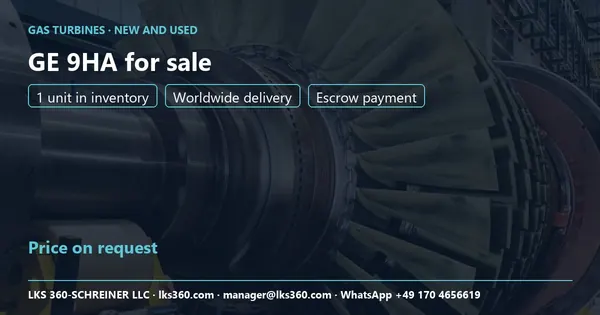 GAS TURBINES · NEW AND USED
GE 9HA for sale
1 unit in inventory
Worldwide delivery
Escrow payment
Price on request
LKS 360-SCHREINER LLC · lks360.com · manager@lks360.com · WhatsApp +49 170 4656619